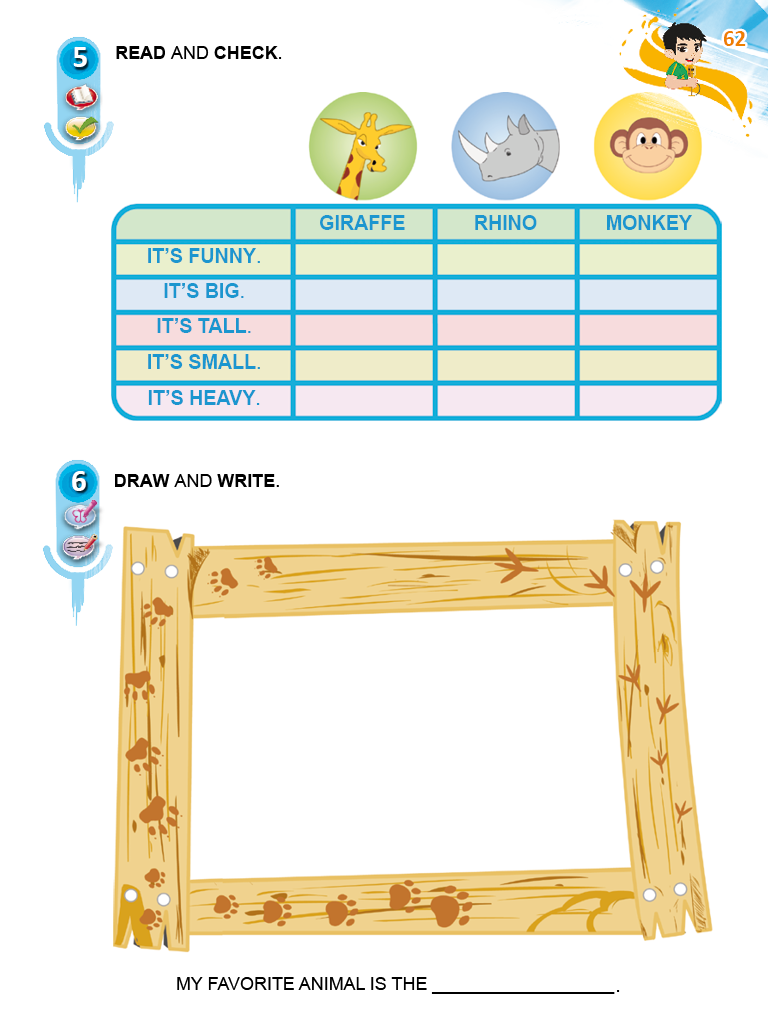 62
5
READ AND CHECK.
GIRAFFE RHINO MONKEY
IT’S FUNNY.
IT’S BIG.
IT’S TALL.
IT’S SMALL.
IT’S HEAVY.
6
DRAW AND WRITE.
MY FAVORITE ANIMAL IS THE ___________________.